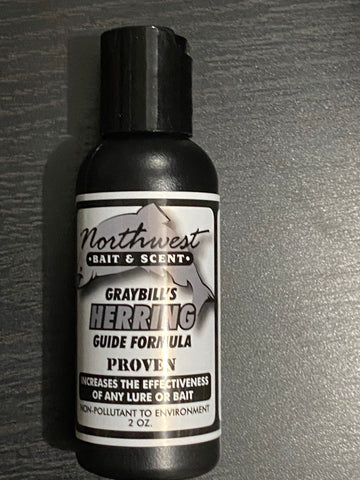 Northwest
•BAIT & SCENT•
GRAYBILL'S
HERRING
GUIDE FORMULA
PROVEN
INCREASES THE EFFECTIVENESS
OF ANY LURE OR BAIT
NON-POLLUTANT TO ENVIRONMENT
2 OZ.